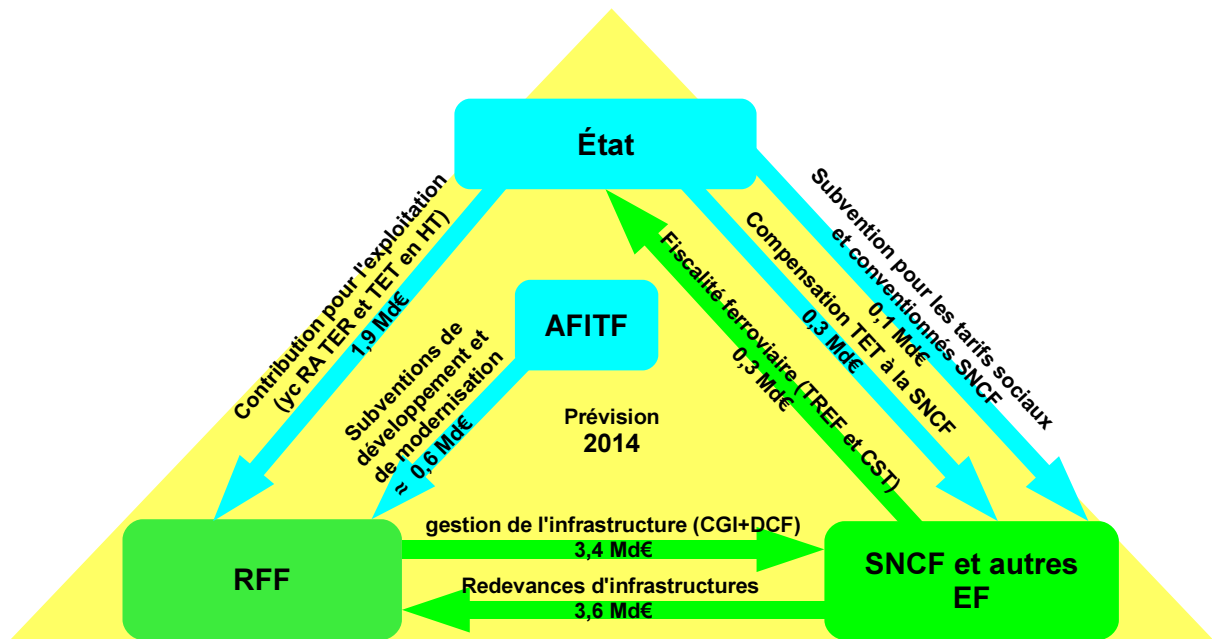 État
Contribution pour l'exploitation
(yc RA TER et TET en HT)
1,9 Md€
AFITF
Subventions de
développement et
de modernisation
≈ 0,6 Md€
Prévision
2014
Fiscalité ferroviaire (TREF et CST)
0,3 Md€
Compensation TET à la SNCF
0,3 Md€
Subvention pour les tarifs sociaux
et conventionnés SNCF
0,1 Md€
RFF
gestion de l'infrastructure (CGI+DCF)
3,4 Md€
Redevances d'infrastructures
3,6 Md€
SNCF et autres
EF